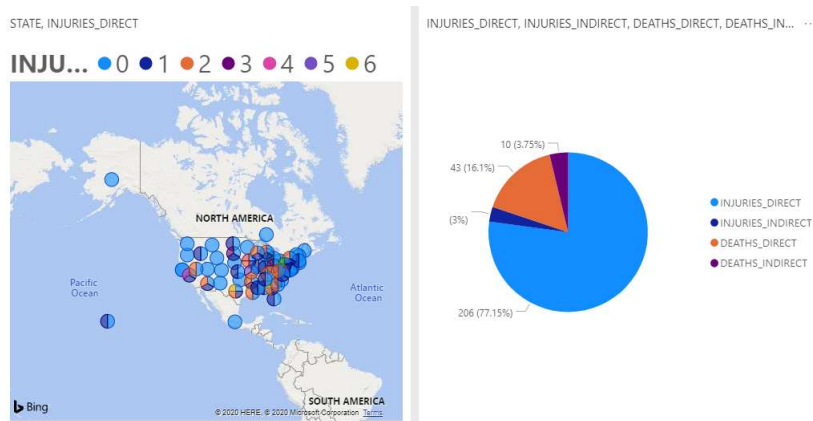 STATE, INJURIES_DIRECT
INJU... 0 1 2 3 4 5 6
NORTH AMERICA
Pacific
Ocean
Atlantic
Ocean
SOUTH AMERICA
Bing
© 2020 HERE, © 2020 Microsoft Corporation Terms
INJURIES_DIRECT, INJURIES_INDIRECT, DEATHS_DIRECT, DEATHS_IN...
10 (3.75%)
43 (16.1%)
(3%)
206 (77.15%)
INJURIES_DIRECT
INJURIES_INDIRECT
DEATHS_DIRECT
DEATHS_INDIRECT